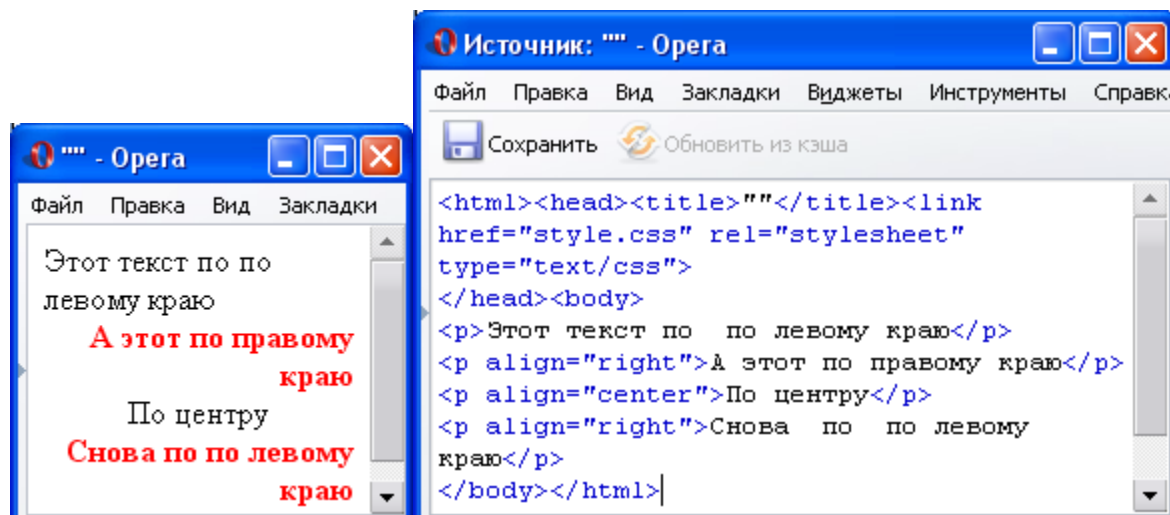 "" - Opera
Файл Правка Вид Закладки
Этот текст по по
левому краю
А этот по правому
краю
По центру
Снова по по левому
краю
Источник: "" - Opera
Файл Правка Вид Закладки Виджеты Инструменты Справк
Сохранить Обновить из кэша
<html><head><title>""</title><link
href="style.css" rel="stylesheet"
type="text/css">
</head><body>
<p>Этот текст по  по левому краю</p>
<p align="right">А этот по правому краю</p>
<p align="center">По центру</p>
<p align="right">Снова  по  по левому
краю</p>
</body></html>